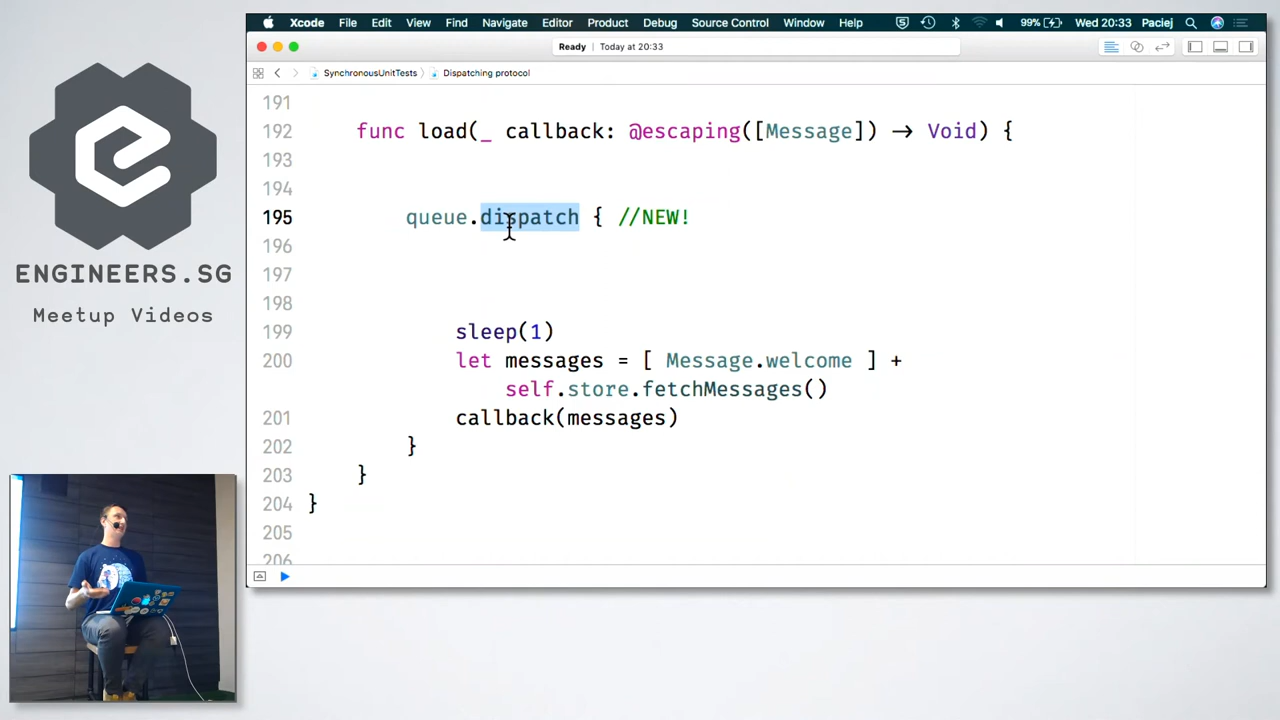 Xcode File Edit View Find Navigate Editor Product Debug Source Control Window Help 99% Wed 20:33 Paciej
Ready | Today at 20:33
SynchronousUnitTests Dispatching protocol
191
192 func load(_ callback: @escaping([Message]) → Void) {
193
194
195 queue.dispatch { //NEW!
196
197
198
199 sleep(1)
200 let messages = [ Message.welcome ] +
self.store.fetchMessages()
201 callback(messages)
202 }
203 }
204 }
205
206
ENGINEERS.SG
Meetup Videos